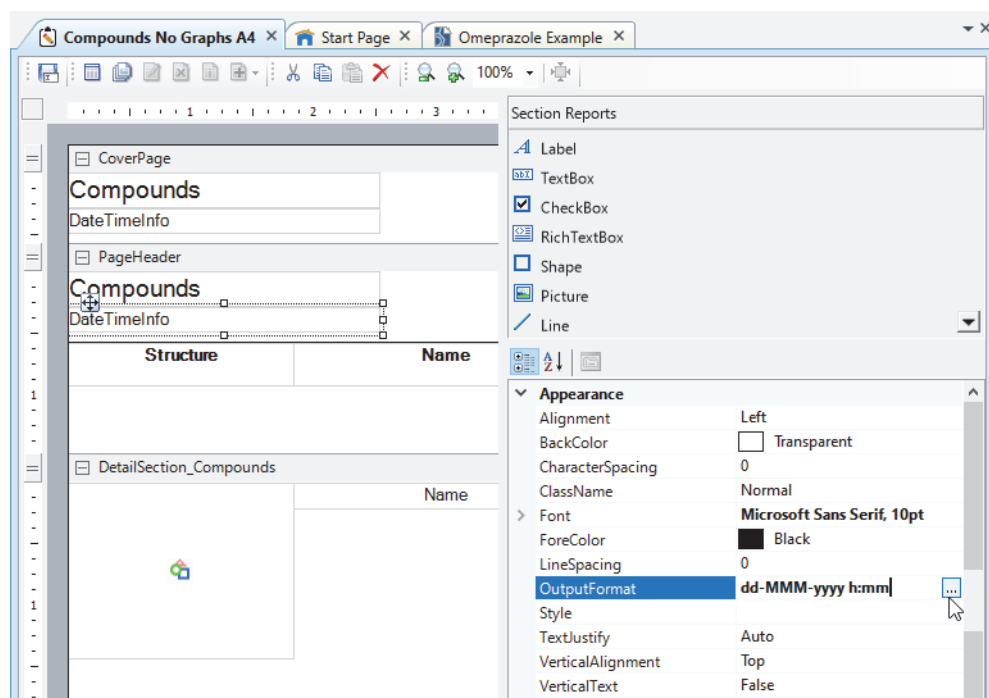 Compounds No Graphs A4
Start Page
Omeprazole Example
100%
1 2 3
Section Reports
CoverPage
Compounds
DateTimeInfo
PageHeader
Compounds
DateTimeInfo
Structure Name
1
DetailSection_Compounds
Name
1
A Label
abI TextBox
CheckBox
RichTextBox
Shape
Picture
Line
A
Z
Appearance
Alignment Left
BackColor Transparent
CharacterSpacing 0
ClassName Normal
Font Microsoft Sans Serif, 10pt
ForeColor Black
LineSpacing 0
OutputFormat dd-MMM-yyyy h:mm ...
Style
TextJustify Auto
VerticalAlignment Top
VerticalText False